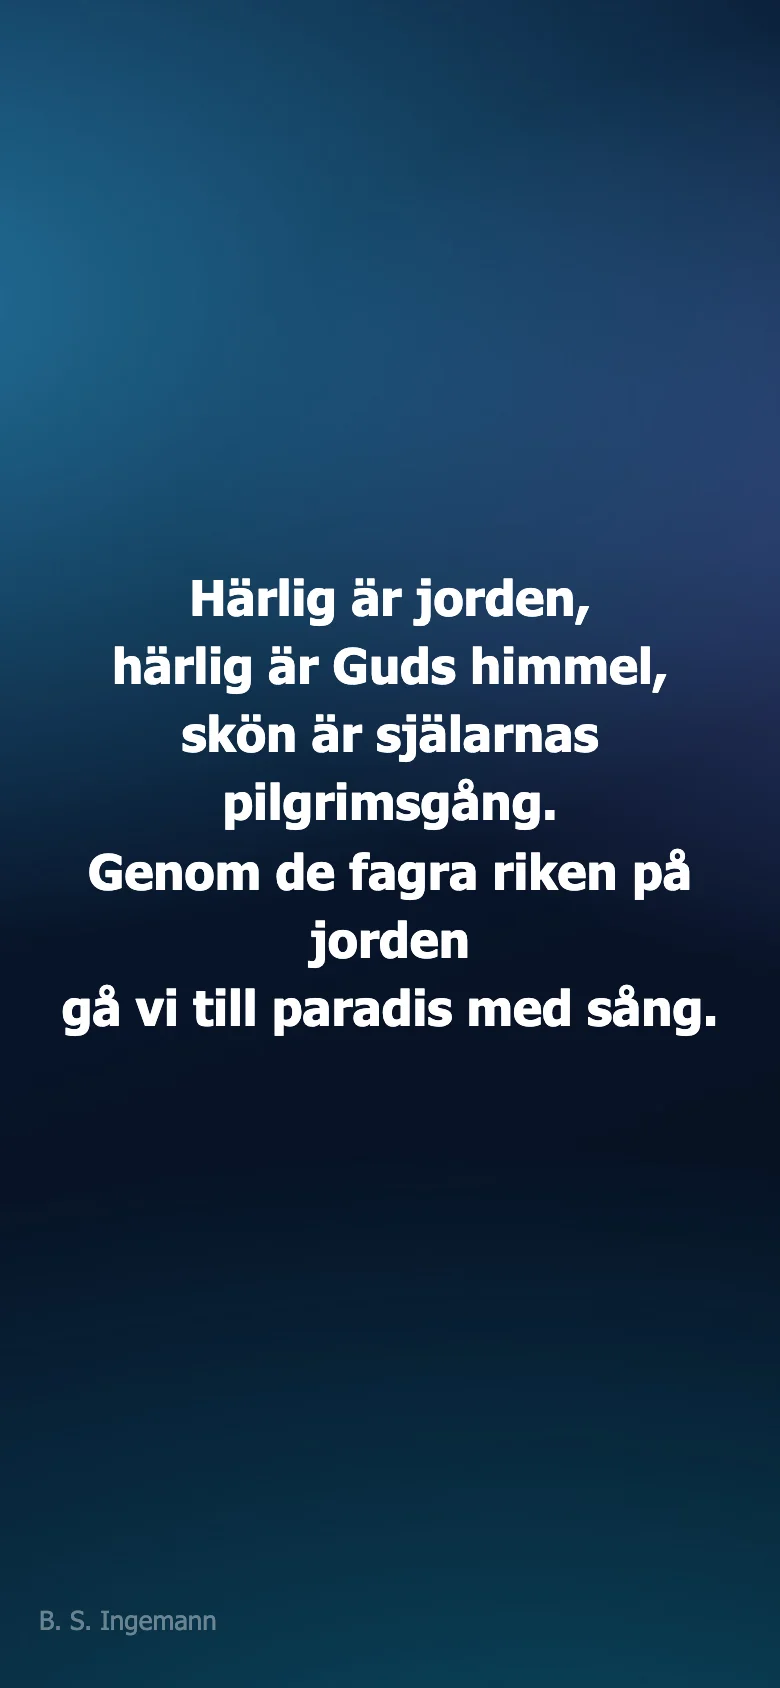 Härlig är jorden,
härlig är Guds himmel,
skön är själarnas
pilgrimsgång.
Genom de fagra riken på
jorden
gå vi till paradis med sång.
B. S. Ingemann